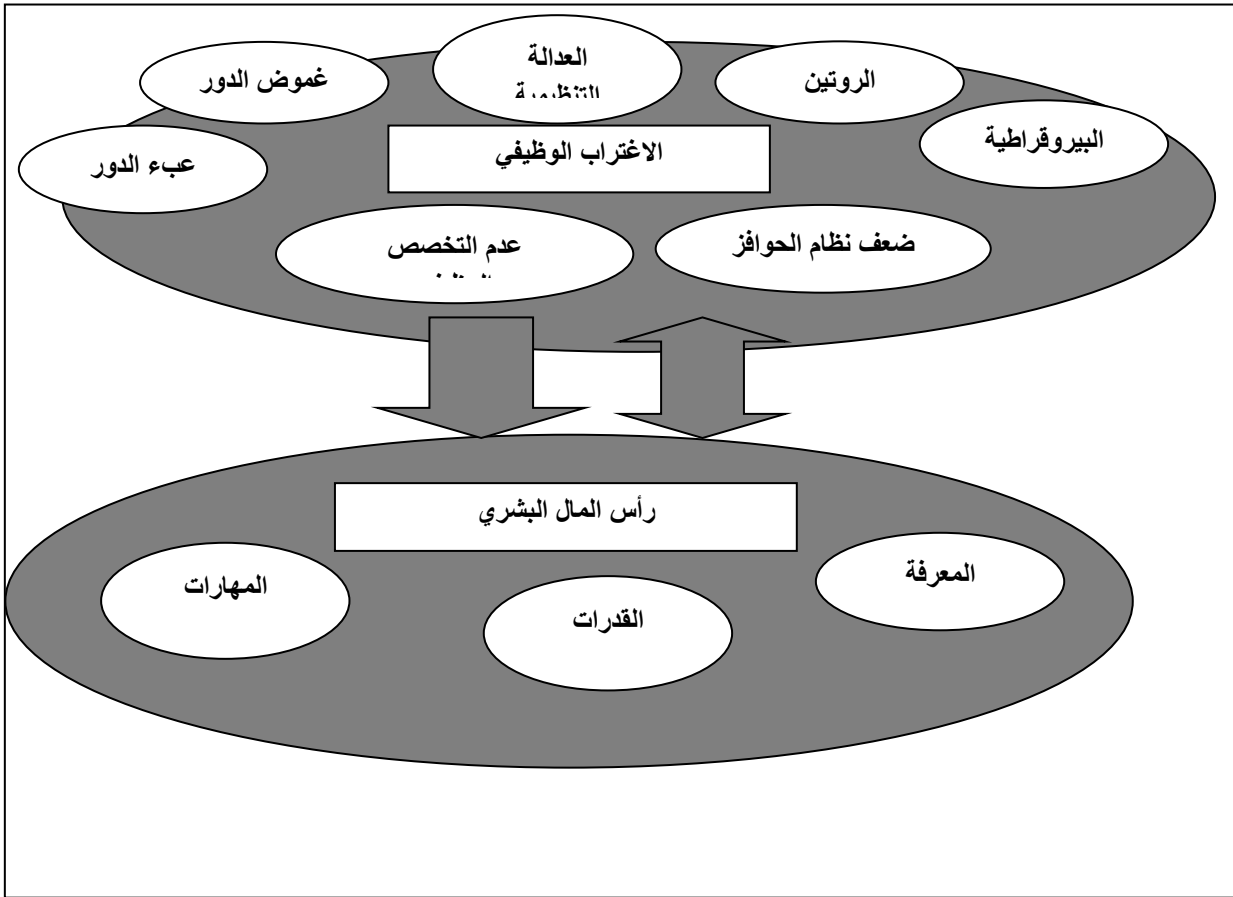 العدالة
التنظيمية
الروتين
غموض الدور
البيروقراطية
الاغتراب الوظيفي
عبء الدور
ضعف نظام الحوافز
عدم التخصص
رأس المال البشري
المعرفة
المهارات
القدرات